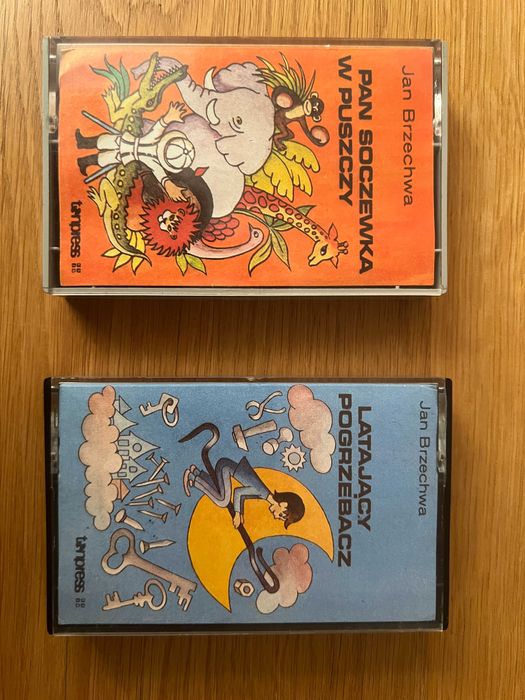 Jan Brzechwa
PAN SOCZEWKA
W PUSZCZY
tonpress
Jan Brzechwa
LATAJĄCY
POGRZEBACZ
tonpress